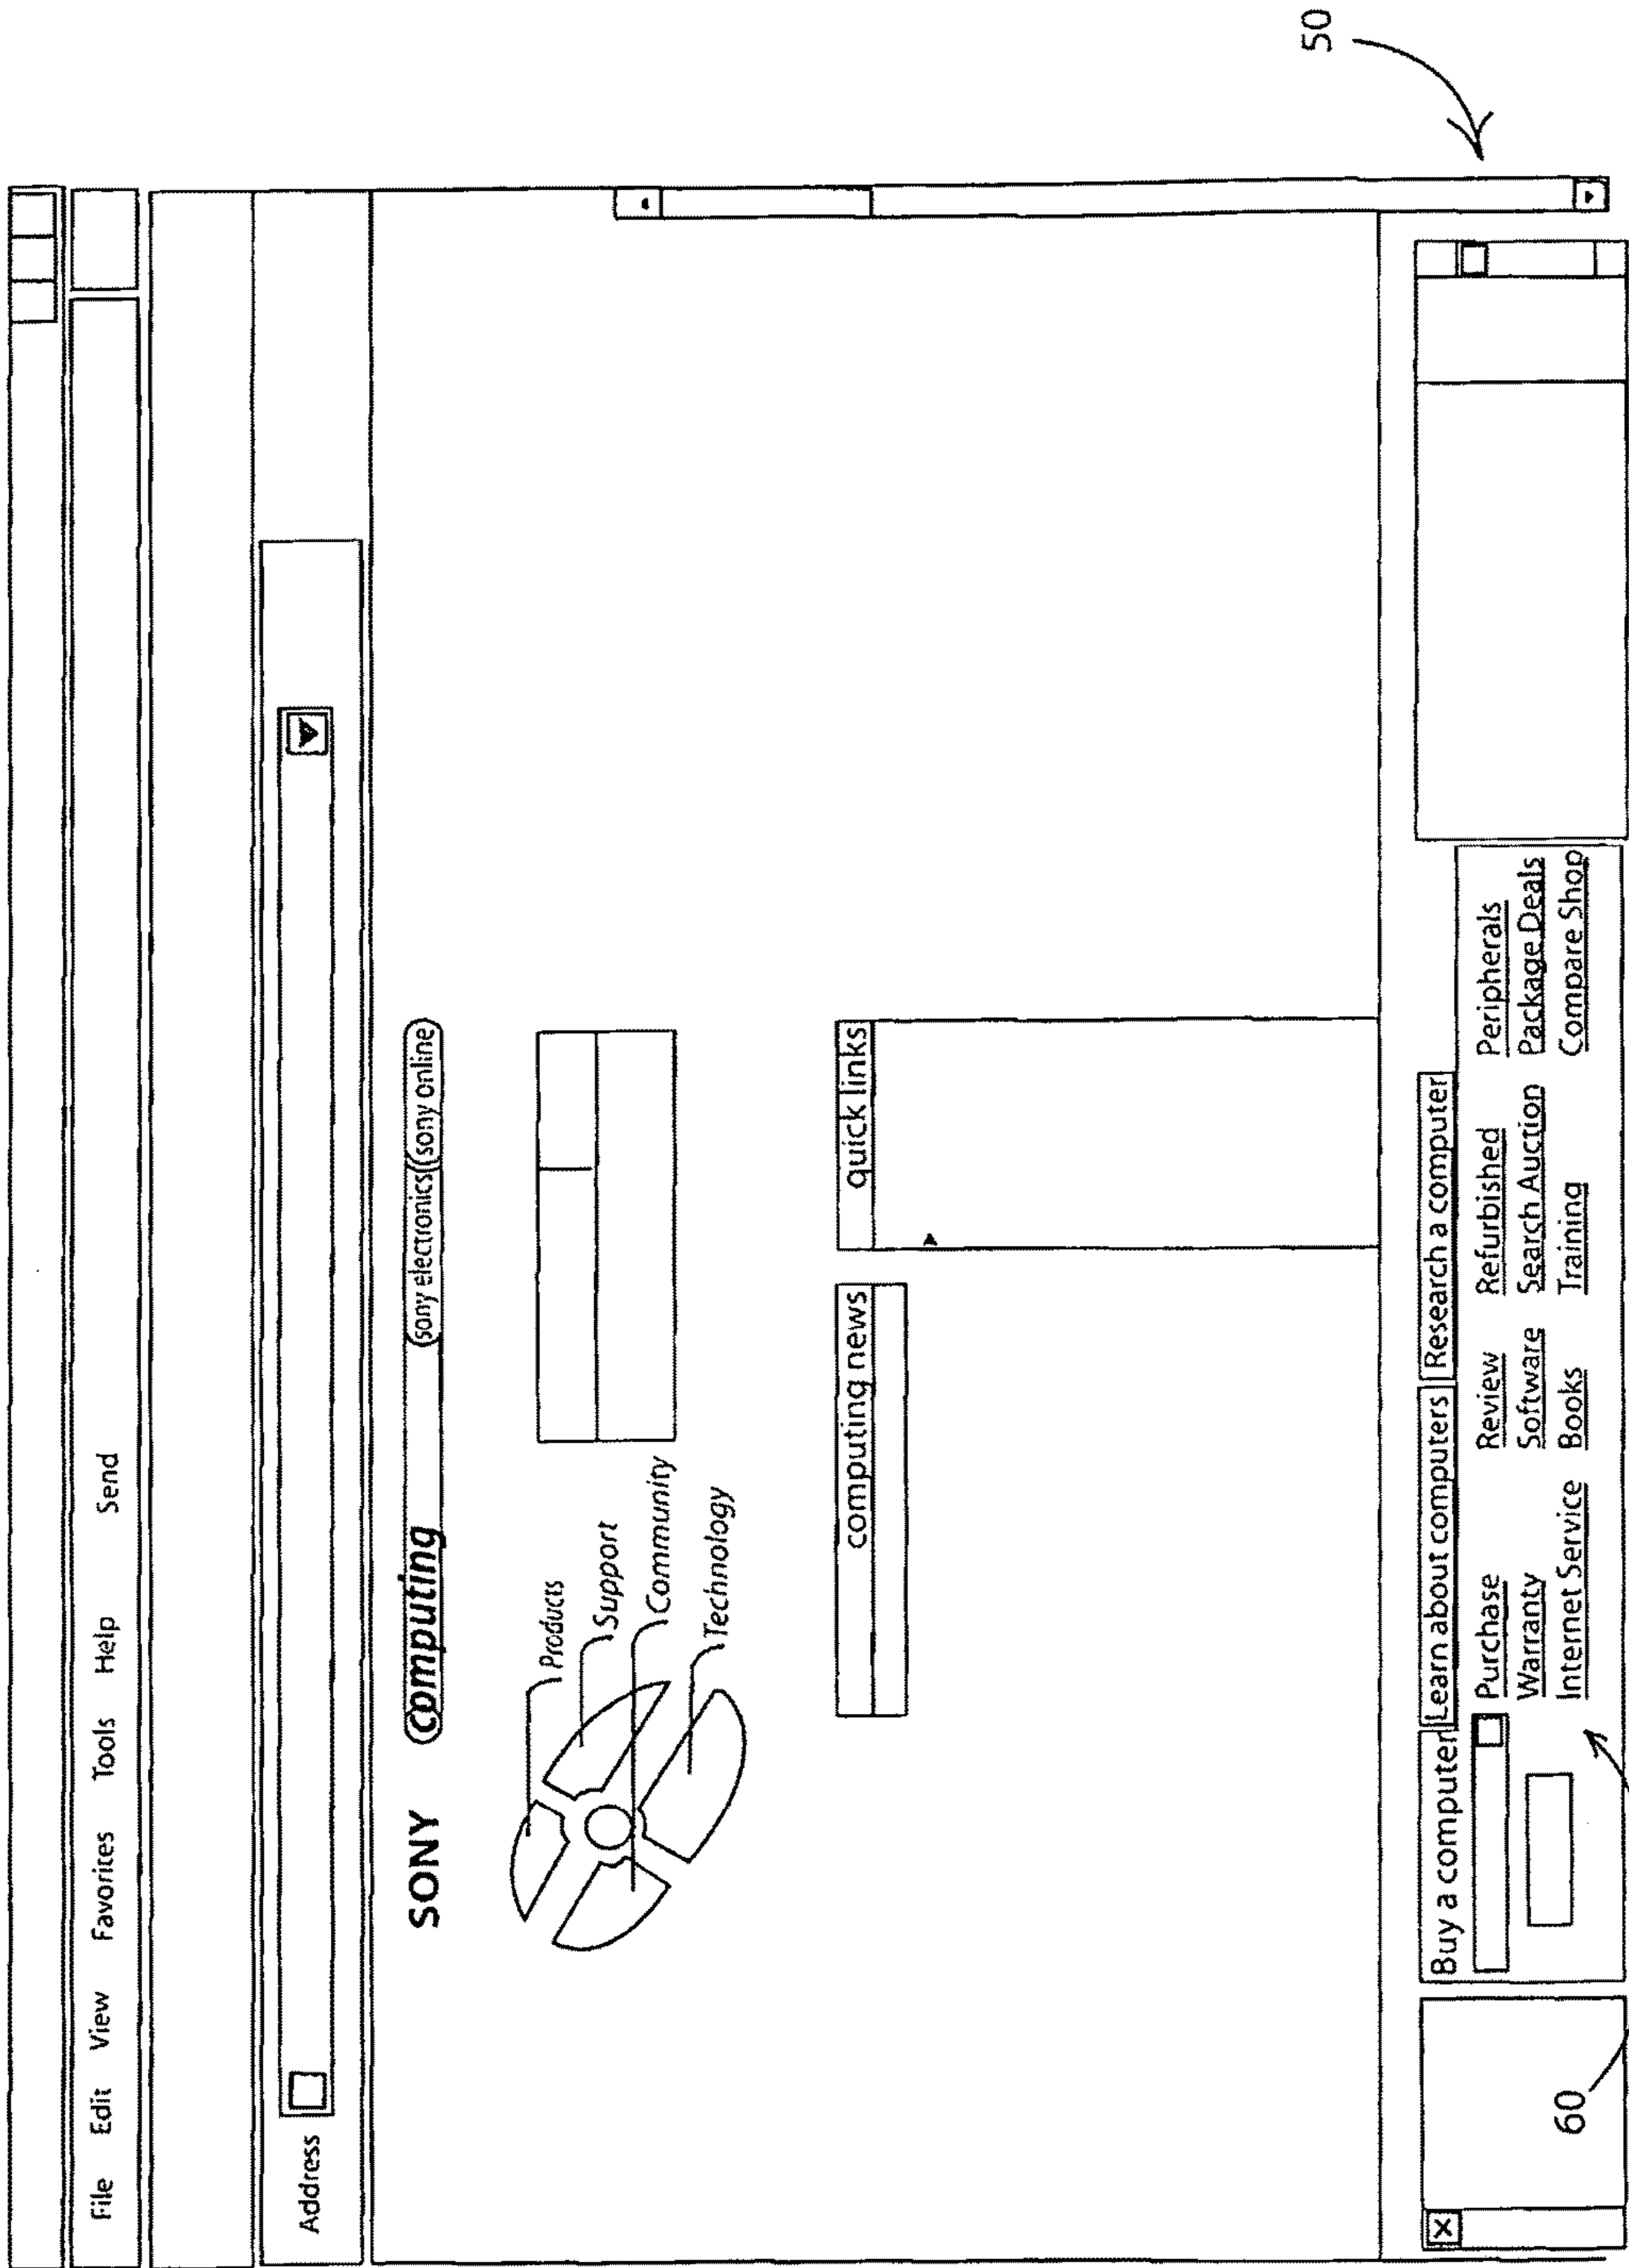 File Edit View Favorites Tools Help Send
Address
SONY computing sony electronics sony online
Products
Support
Community
Technology
computing news quick links
50
Buy a computer Learn about computers Research a computer
Purchase Review Refurbished Peripherals
Warranty Software Search Auction Package Deals
Internet Service Books Training Compare Shop
60
X